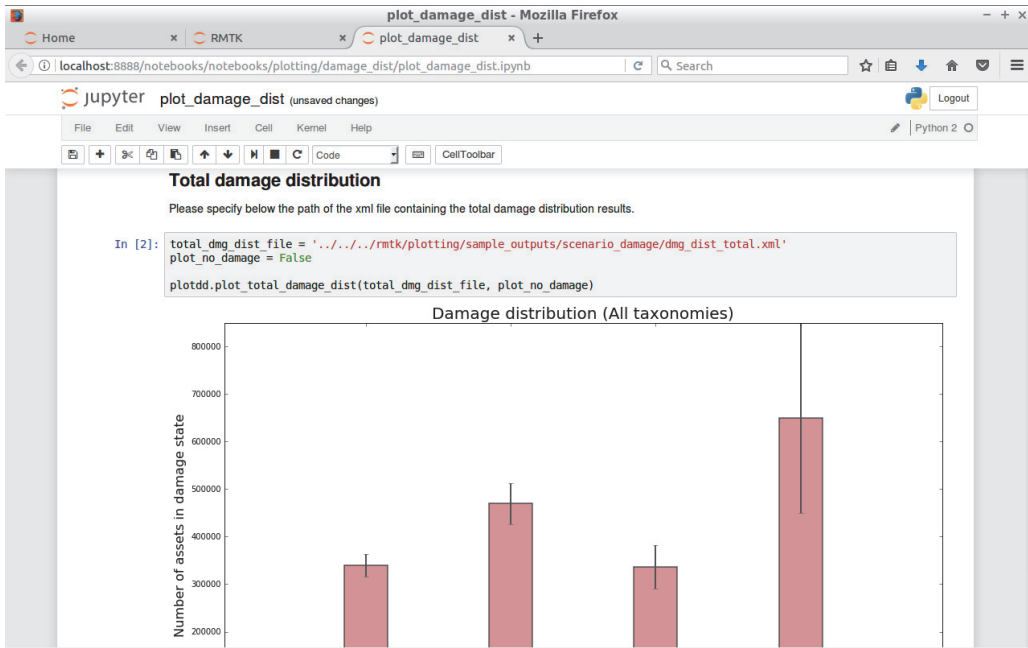 plot_damage_dist - Mozilla Firefox
Home RMTK plot_damage_dist
localhost:8888/notebooks/notebooks/plotting/damage_dist/plot_damage_dist.ipynb Search
jupyter plot_damage_dist (unsaved changes) Logout
File Edit View Insert Cell Kernel Help Python 2
Code CellToolbar
Total damage distribution
Please specify below the path of the xml file containing the total damage distribution results.
In [2]: total_dmg_dist_file = '../../../rmtk/plotting/sample_outputs/scenario_damage/dmg_dist_total.xml'
plot_no_damage = False
plotdd.plot_total_damage_dist(total_dmg_dist_file, plot_no_damage)
Damage distribution (All taxonomies)
800000
700000
600000
500000
400000
300000
200000
Number of assets in damage state